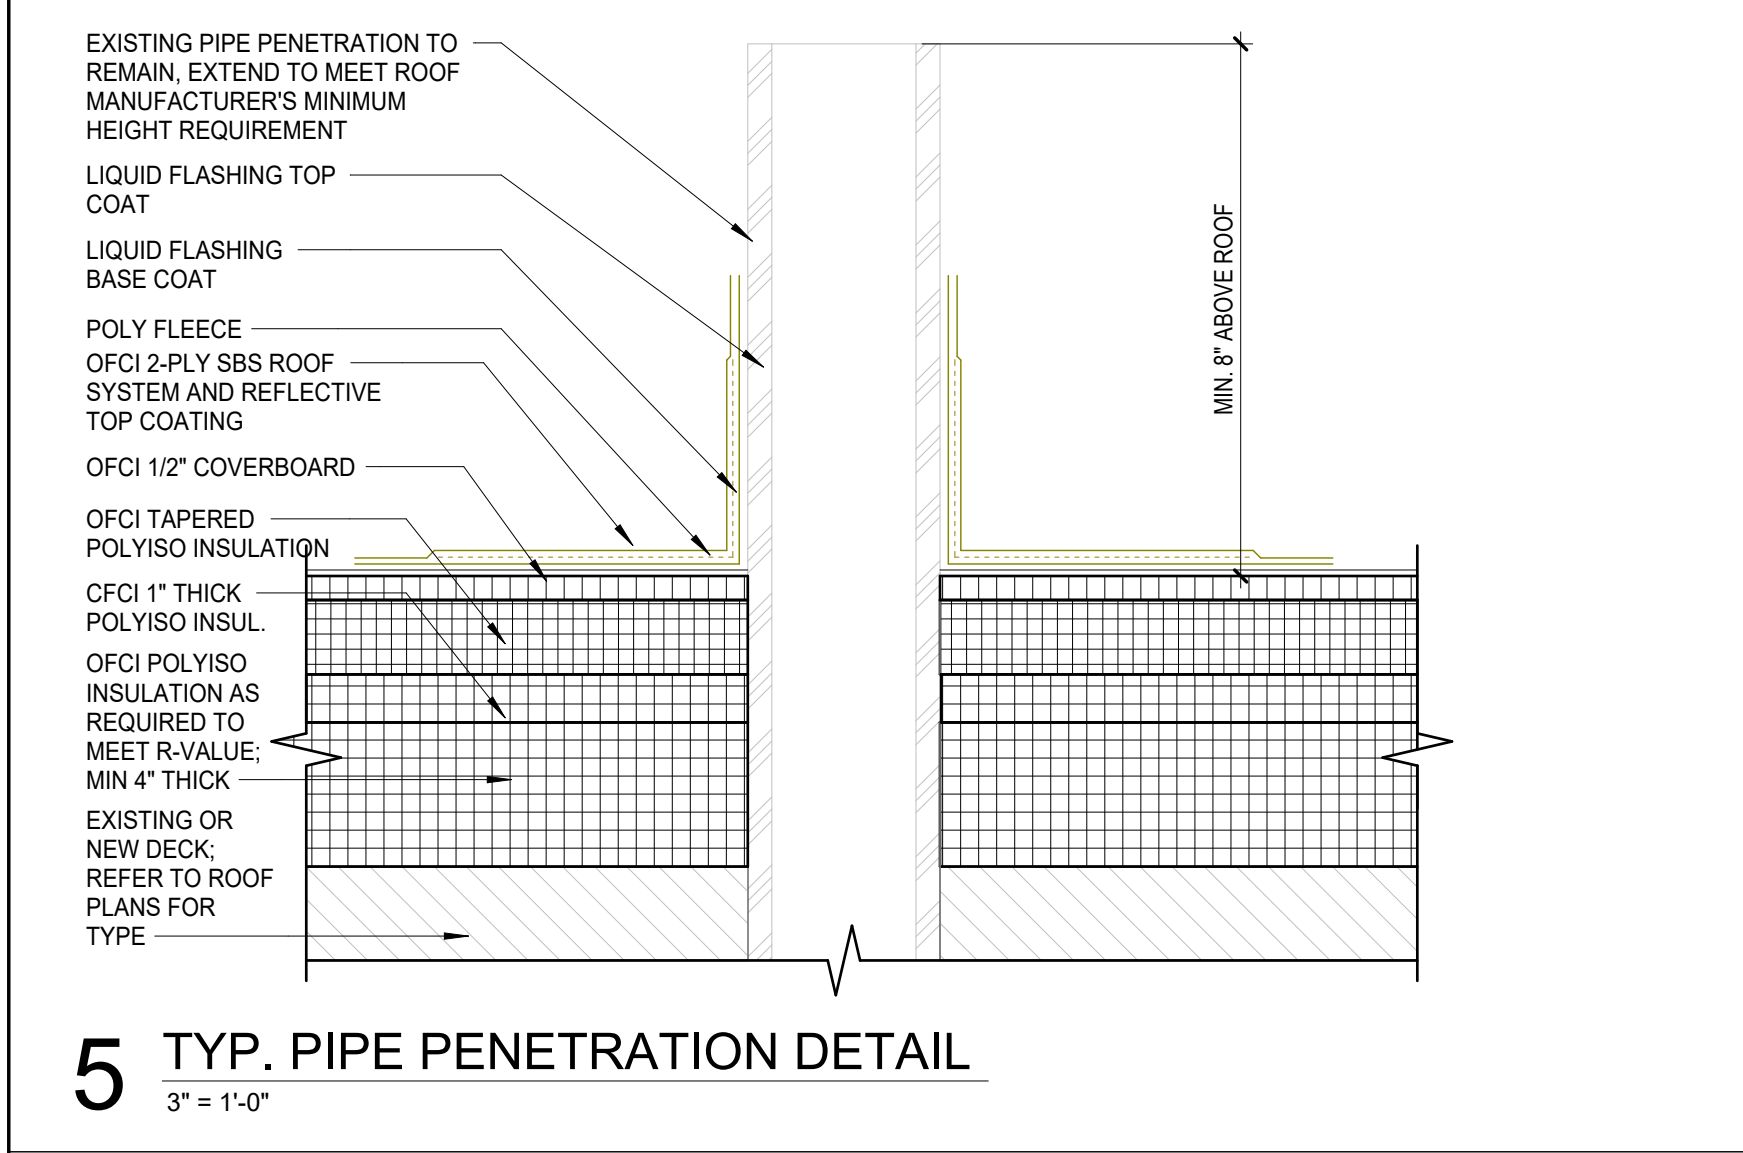 EXISTING PIPE PENETRATION TO
REMAIN, EXTEND TO MEET ROOF
MANUFACTURER'S MINIMUM
HEIGHT REQUIREMENT
LIQUID FLASHING TOP
COAT
LIQUID FLASHING
BASE COAT
POLY FLEECE
OFCI 2-PLY SBS ROOF
SYSTEM AND REFLECTIVE
TOP COATING
OFCI 1/2" COVERBOARD
OFCI TAPERED
POLYISO INSULATION
CFCI 1" THICK
POLYISO INSUL.
OFCI POLYISO
INSULATION AS
REQUIRED TO
MEET R-VALUE;
MIN 4" THICK
EXISTING OR
NEW DECK;
REFER TO ROOF
PLANS FOR
TYPE
MIN. 8" ABOVE ROOF
5 TYP. PIPE PENETRATION DETAIL
3" = 1'-0"